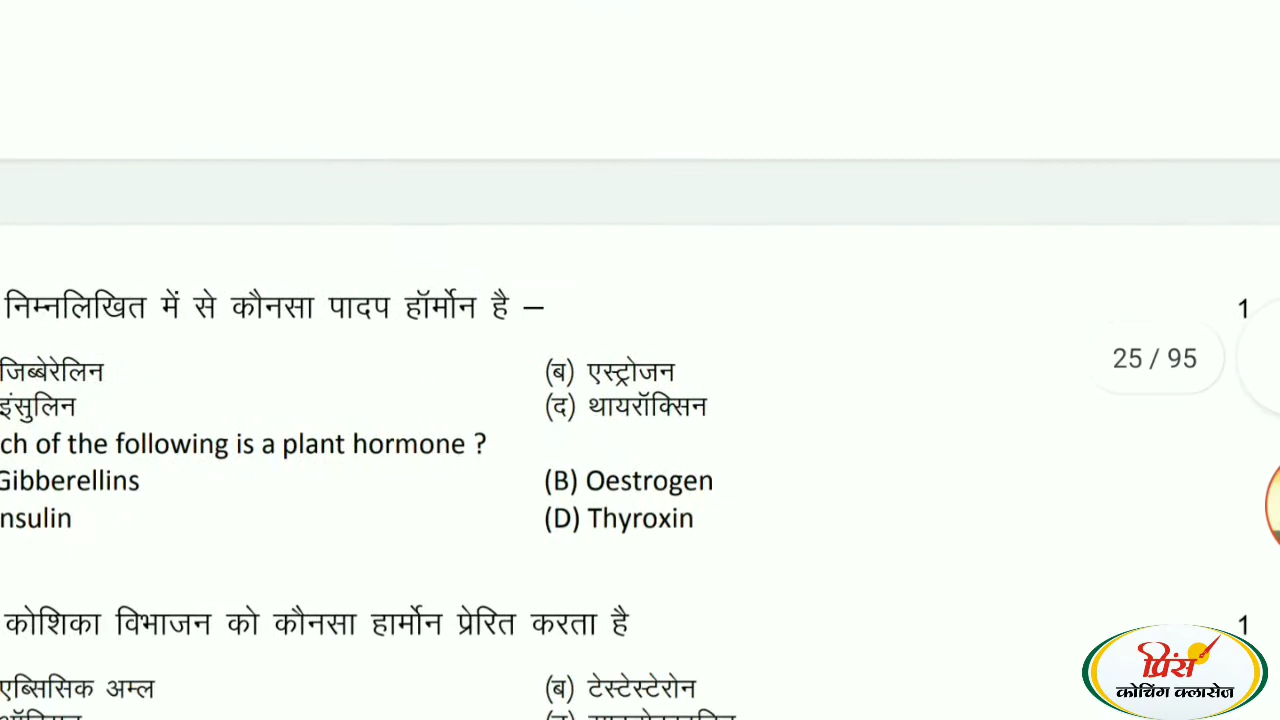 निम्नलिखित में से कौनसा पादप हॉर्मोन है – 1
जिब्बेरेलिन (ब) एस्ट्रोजन
25 / 95
इंसुलिन (द) थायरॉक्सिन
ch of the following is a plant hormone ?
Gibberellins (B) Oestrogen
nsulin (D) Thyroxin
कोशिका विभाजन को कौनसा हार्मोन प्रेरित करता है 1
एब्सिसिक अम्ल (ब) टेस्टेस्टेरोन
प्रिंस
कोचिंग क्लासेज